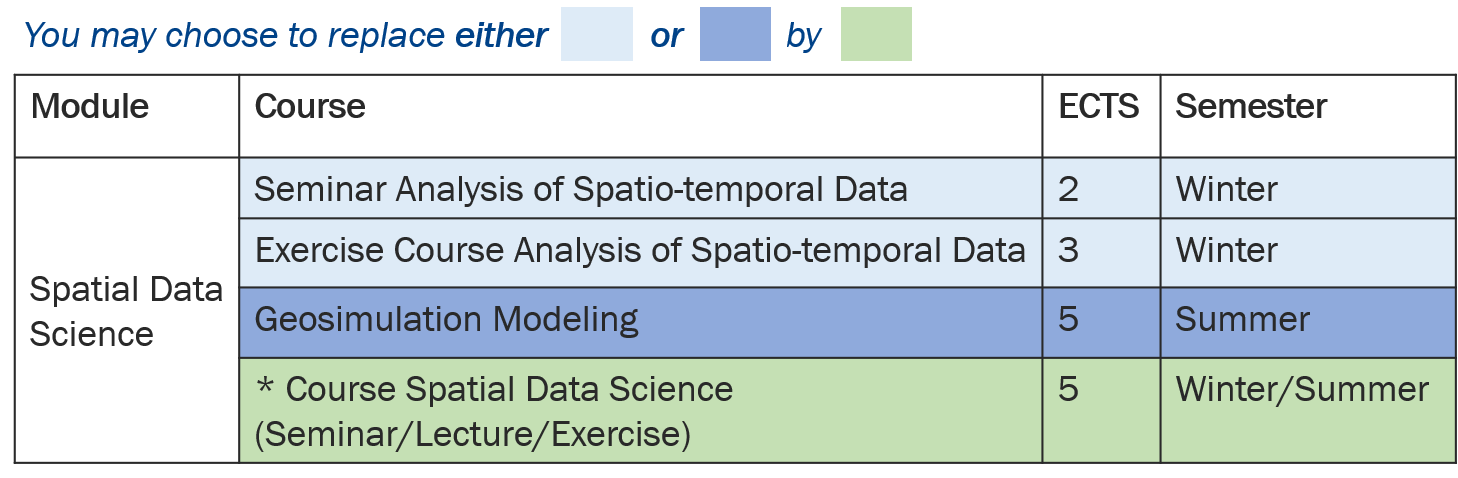 You may choose to replace either or by
Module Course ECTS Semester
Seminar Analysis of Spatio-temporal Data 2 Winter
Exercise Course Analysis of Spatio-temporal Data 3 Winter
Spatial Data
Science
Geosimulation Modeling 5 Summer
* Course Spatial Data Science 5 Winter/Summer
(Seminar/Lecture/Exercise)